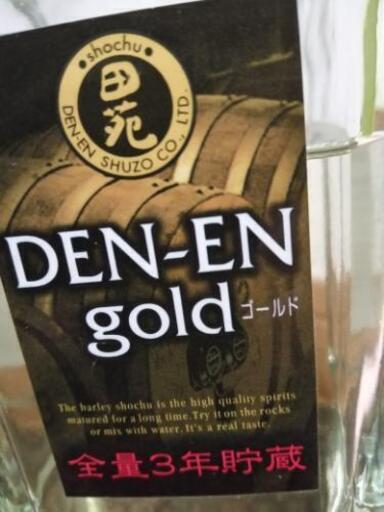 shochu
田苑
DEN-EN SHUZO CO., LTD.
DEN-EN
gold ゴールド
The barley shochu is the high quality spirits
matured for a long time. Try it on the rocks
or mix with water. It's a real taste.
全量3年貯蔵